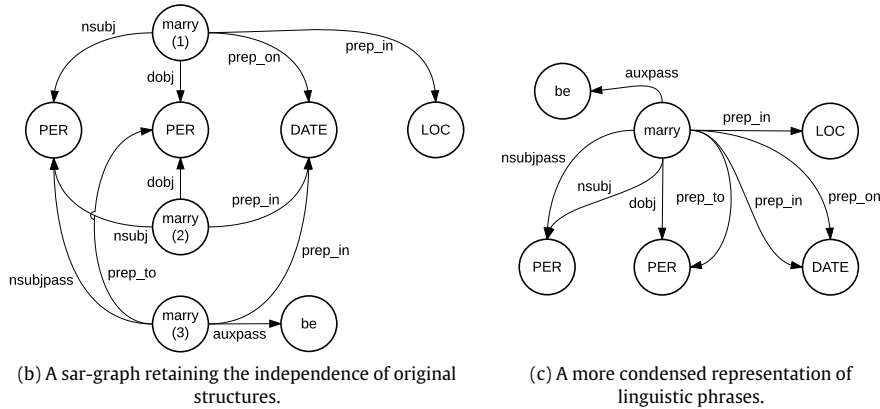 marry
(1)
nsubj
prep_on
prep_in
dobj
PER
PER
DATE
LOC
dobj
prep_in
marry
(2)
nsubj
prep_in
nsubjpass
prep_to
marry
(3)
auxpass
be
(b) A sar-graph retaining the independence of original
structures.
auxpass
be
marry
prep_in
LOC
nsubjpass
nsubj
dobj
prep_to
prep_in
prep_on
PER
PER
DATE
(c) A more condensed representation of
linguistic phrases.